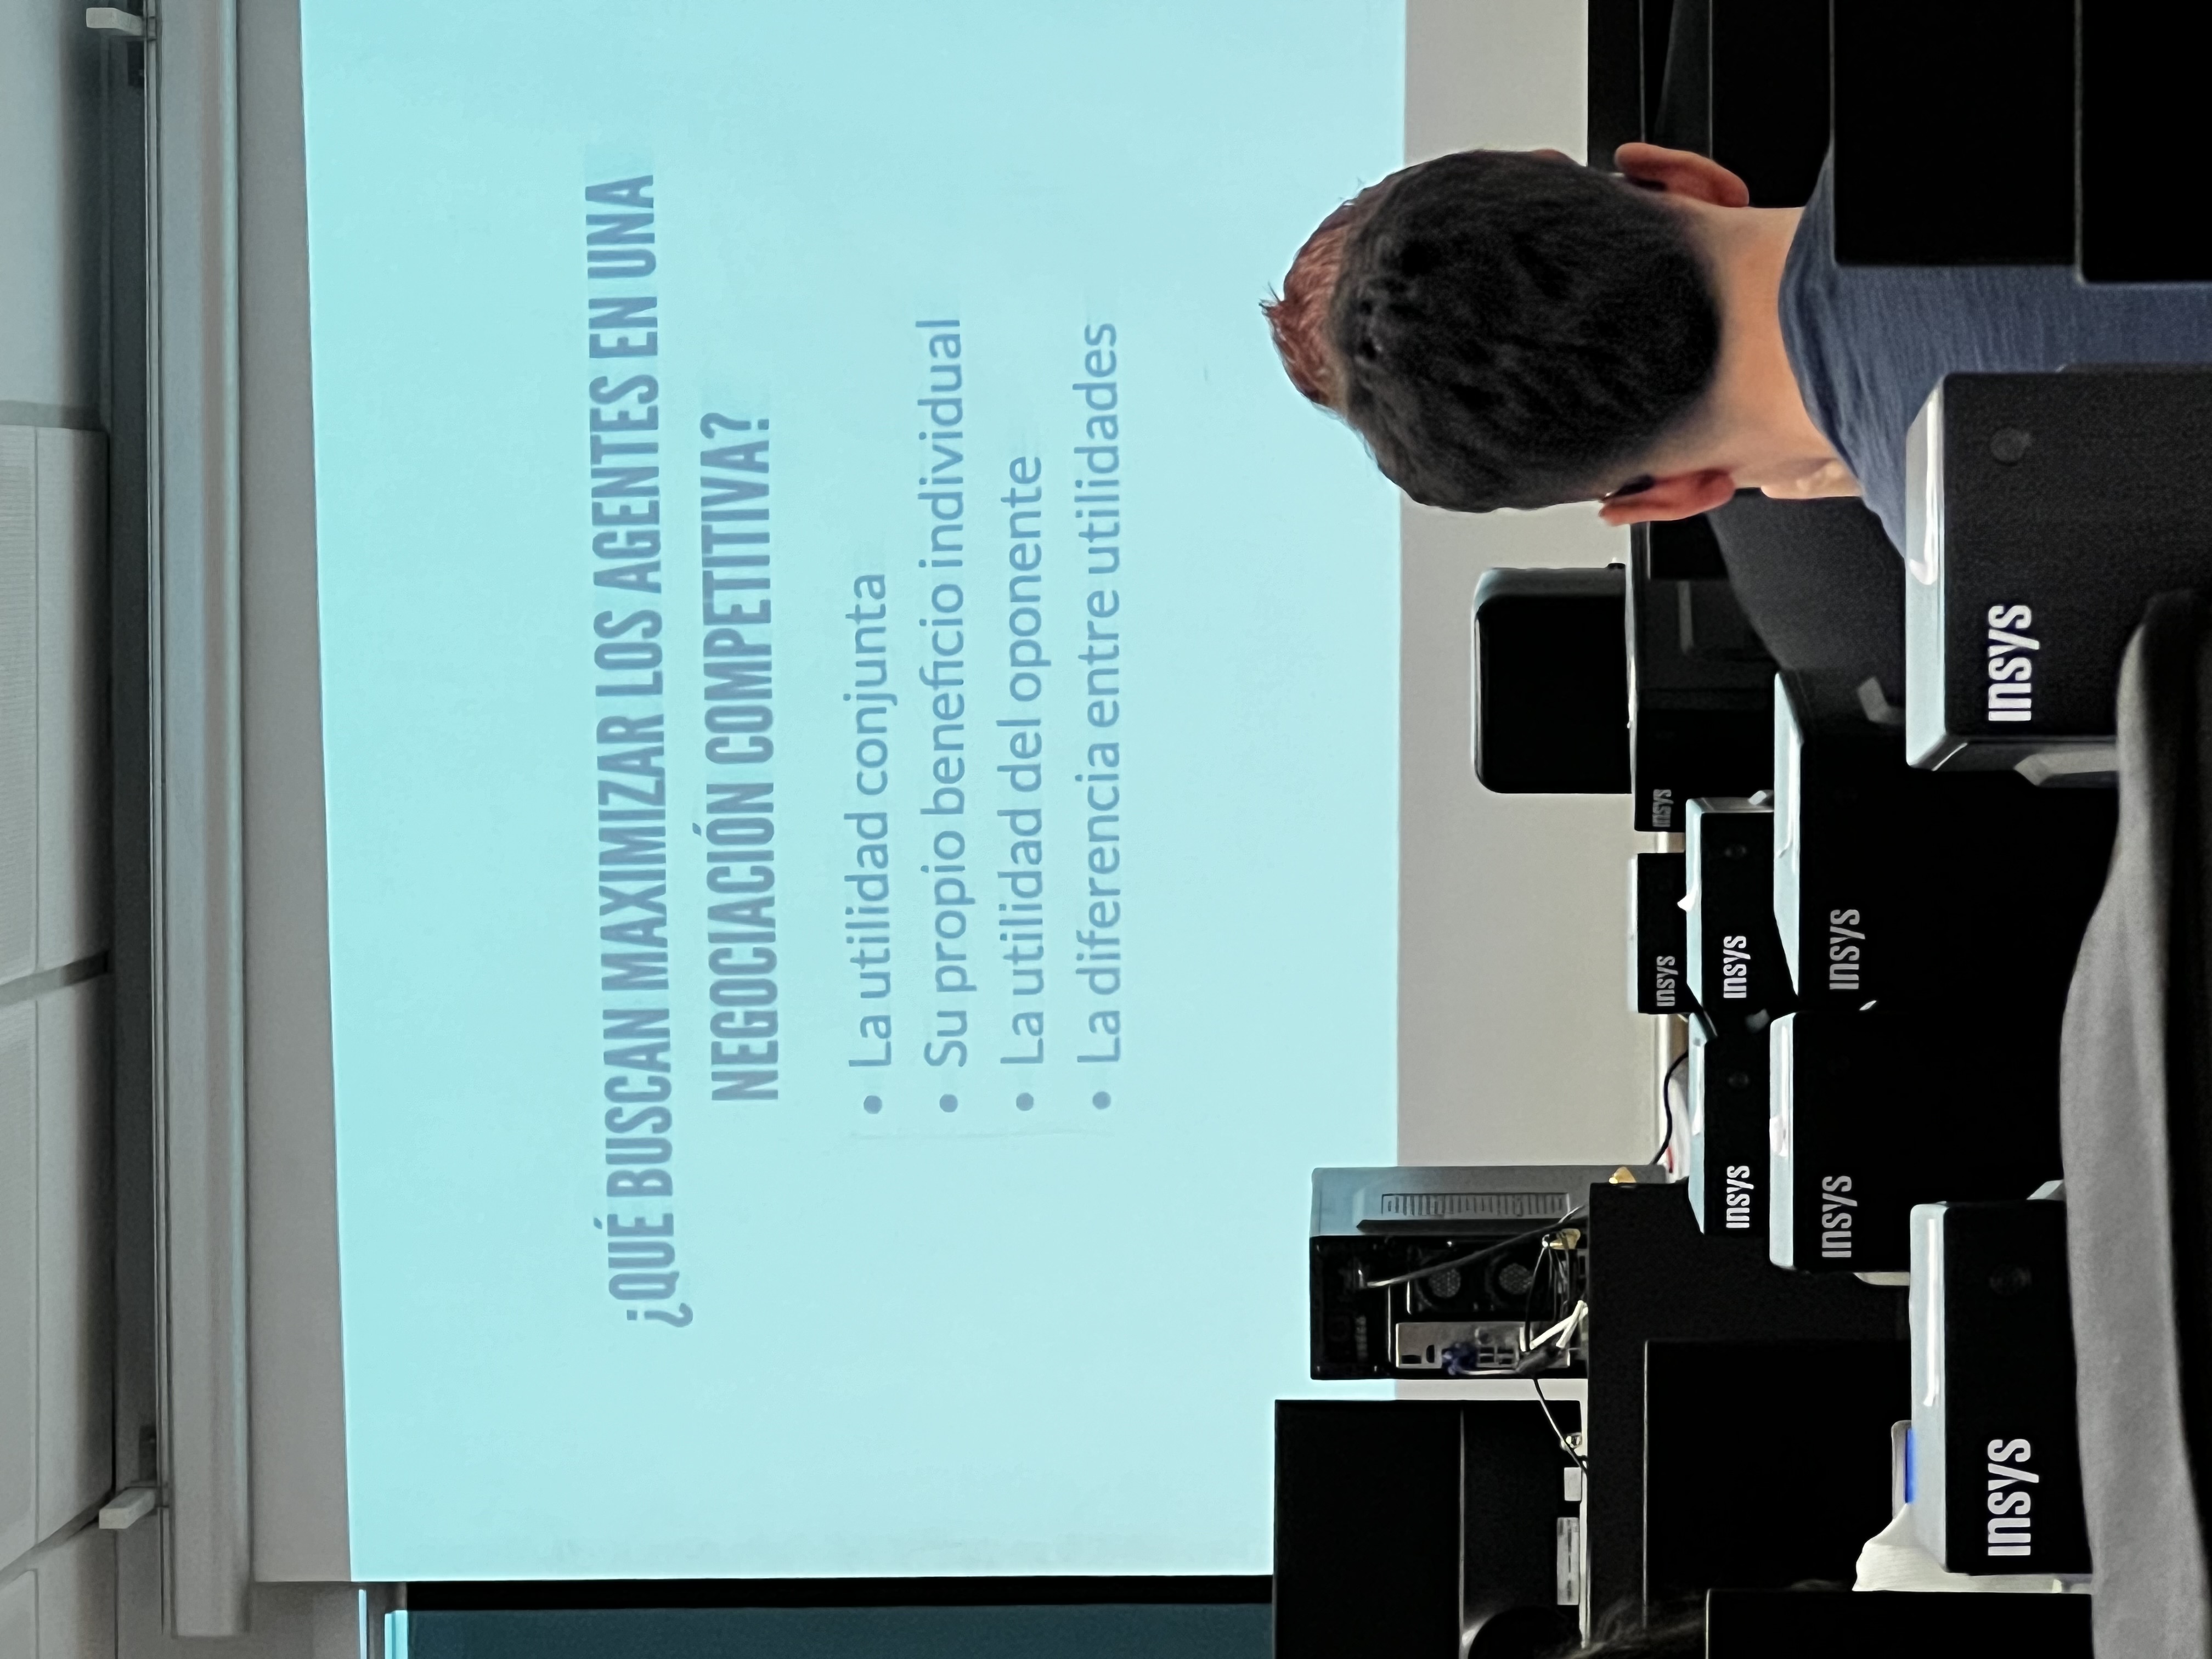 ¿QUÉ BUSCAN MAXIMIZAR LOS AGENTES EN UNA
NEGOCIACIÓN COMPETITIVA?
• La utilidad conjunta
• Su propio beneficio individual
• La utilidad del oponente
• La diferencia entre utilidades
insys
insys
insys
insys
insys
insys
insys
insys